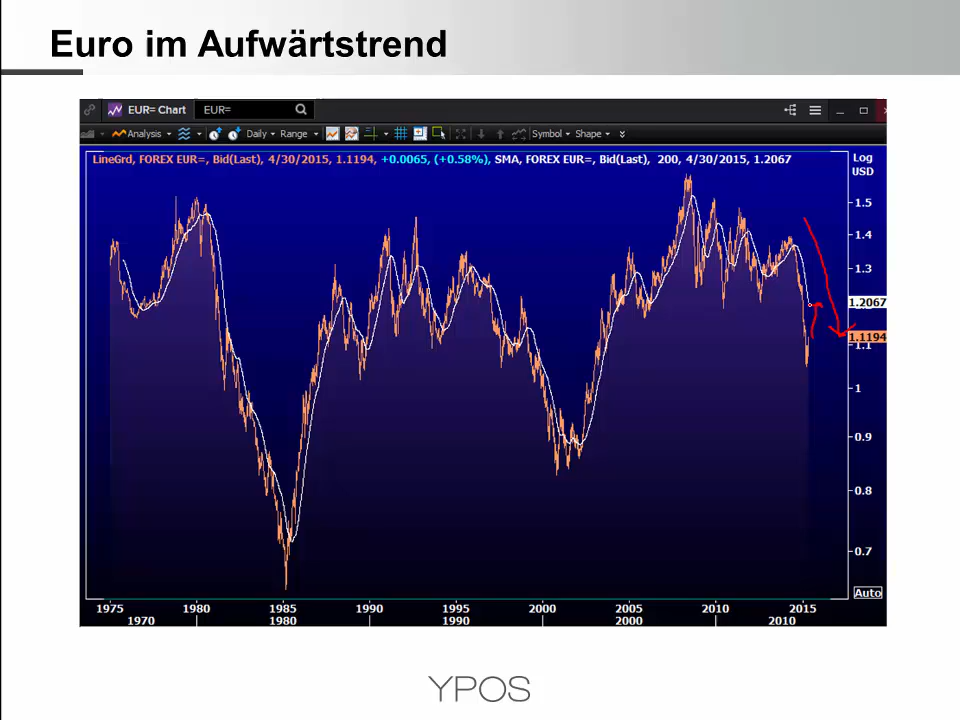 Euro im Aufwärtstrend
EUR= Chart EUR=
Analysis Daily Range Symbol Shape
LineGrd, FOREX EUR=, Bid(Last), 4/30/2015, 1.1194, +0.0065, (+0.58%), SMA, FOREX EUR=, Bid(Last), 200, 4/30/2015, 1.2067
Log
USD
1.5
1.4
1.3
1.2067
1.1194
1.1
1
0.9
0.8
0.7
Auto
1975 1980 1985 1990 1995 2000 2005 2010 2015
1970 1980 1990 2000 2010
YPOS